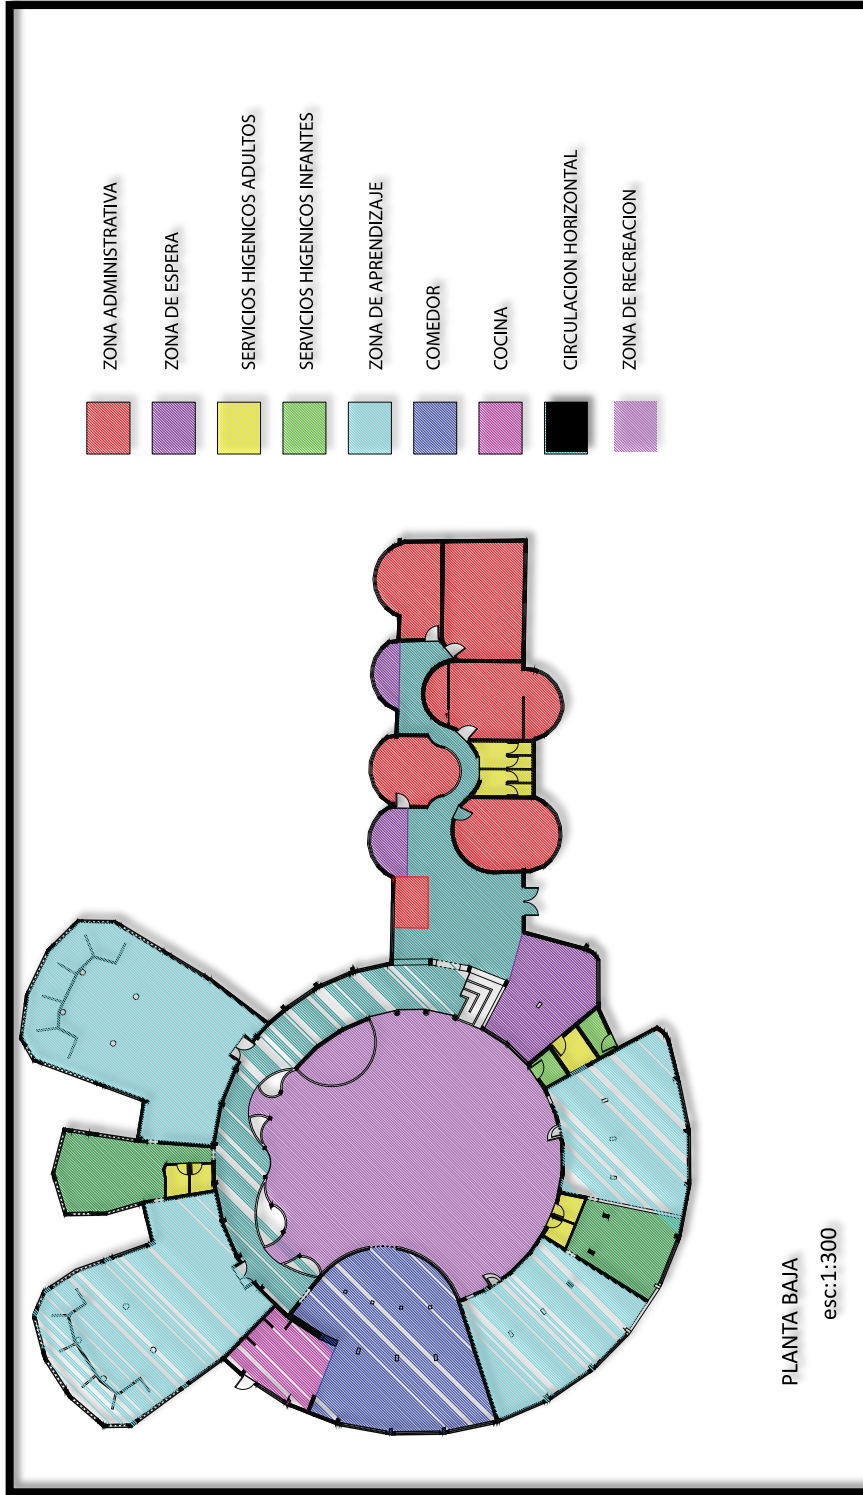 ZONA ADMINISTRATIVA
ZONA DE ESPERA
SERVICIOS HIGENICOS ADULTOS
SERVICIOS HIGENICOS INFANTES
ZONA DE APRENDIZAJE
COMEDOR
COCINA
CIRCULACION HORIZONTAL
ZONA DE RECREACION
PLANTA BAJA
esc:1:300